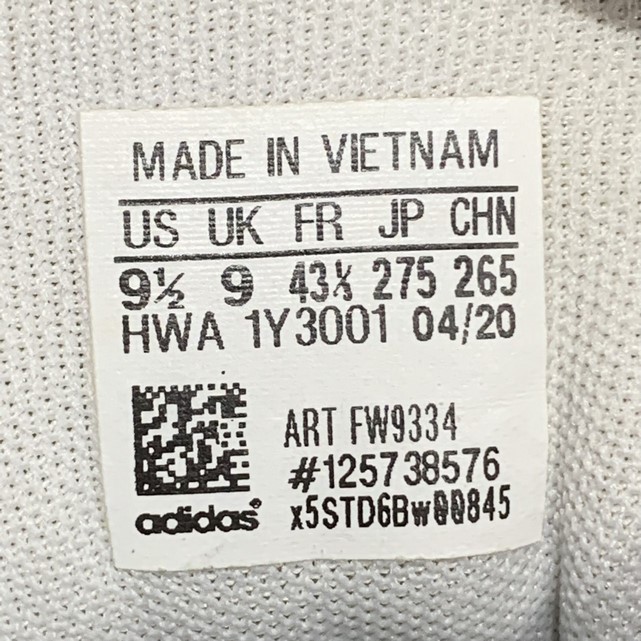 MADE IN VIETNAM
US UK FR JP CHN
9½ 9 43⅓ 275 265
HWA 1Y3001 04/20
ART FW9334
#125738576
adidas® x5STD6Bw00845